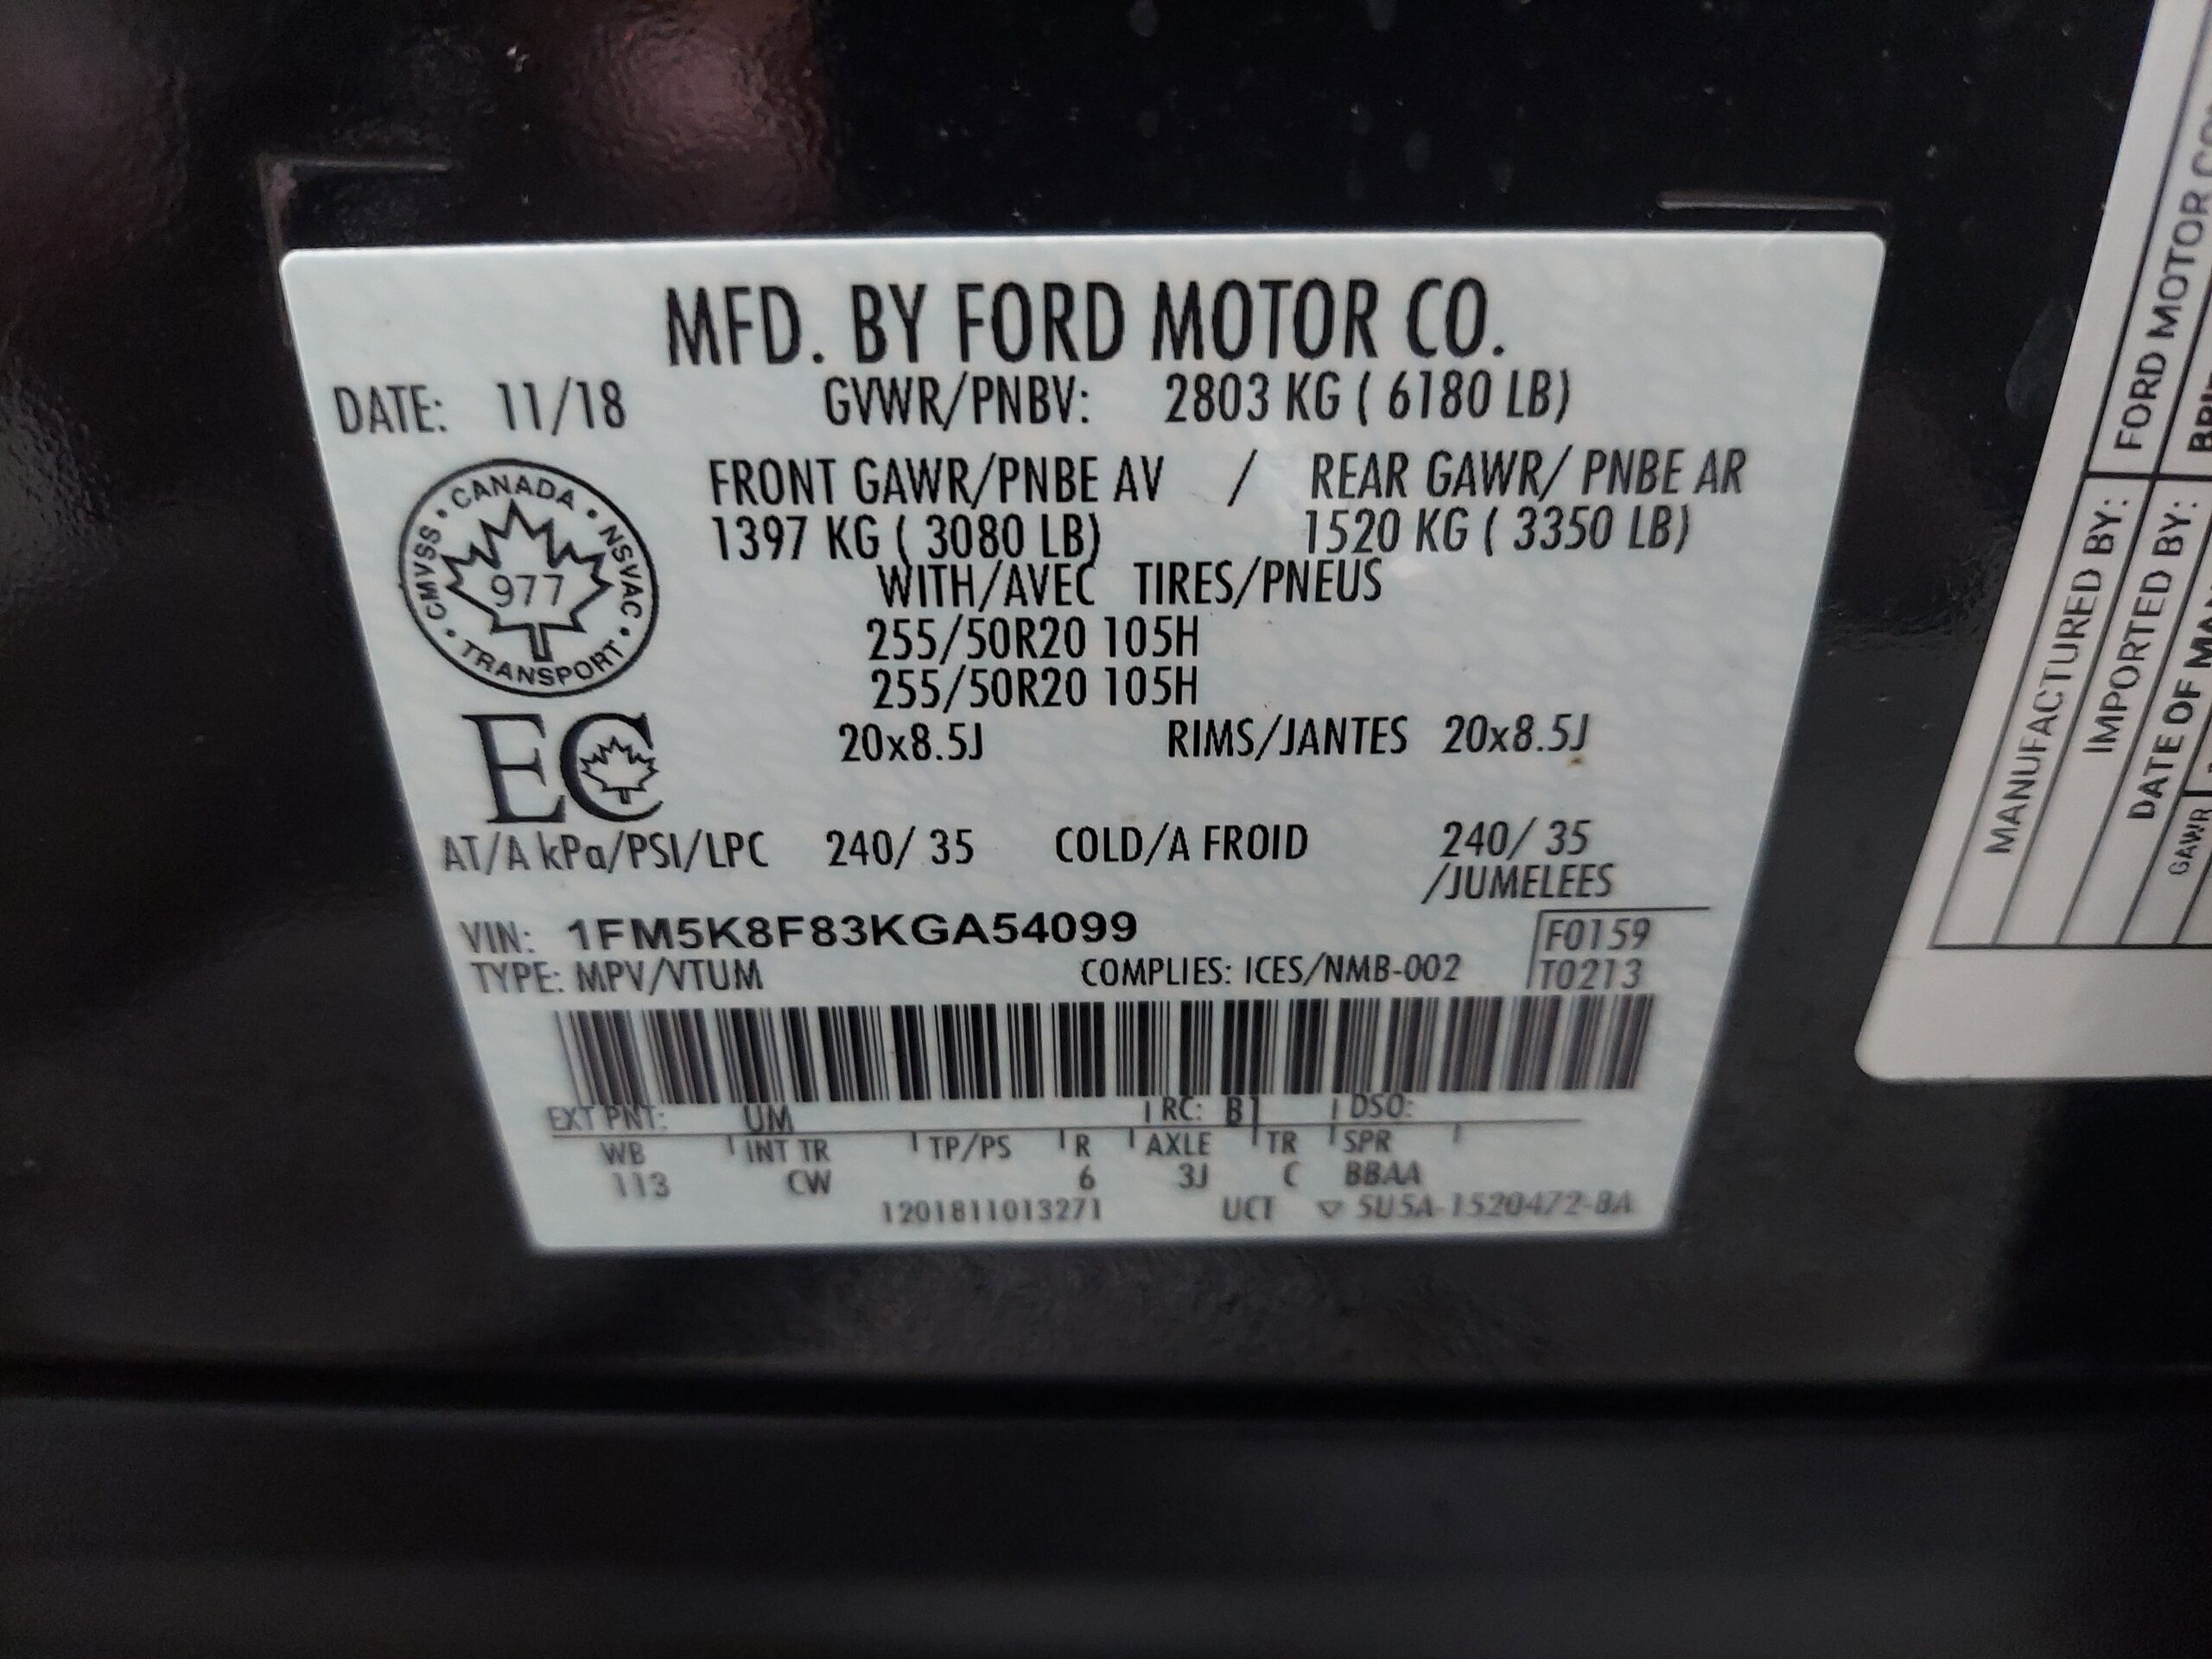 MFD. BY FORD MOTOR CO.
DATE: 11/18 GVWR/PNBV: 2803 KG ( 6180 LB)
FRONT GAWR/PNBE AV / REAR GAWR/ PNBE AR
1397 KG ( 3080 LB) 1520 KG ( 3350 LB)
WITH/AVEC TIRES/PNEUS
255/50R20 105H
255/50R20 105H
20x8.5J RIMS/JANTES 20x8.5J
CANADA • NSVAC • TRANSPORT • CMVSS •
977
EC
AT/A kPa/PSI/LPC 240/ 35 COLD/A FROID 240/ 35
/JUMELEES
VIN: 1FM5K8F83KGA54099 F0159
TYPE: MPV/VTUM COMPLIES: ICES/NMB-002 T0213
EXT PNT: UM RC: B1 DSO:
WB INT TR TP/PS R AXLE TR SPR
113 CW 6 3J C BBAA
1201811013271 UCT ▽ 5U5A-1520472-BA
MANUFACTURED BY: FORD MOTOR
IMPORTED BY:
DATE OF
GAWR